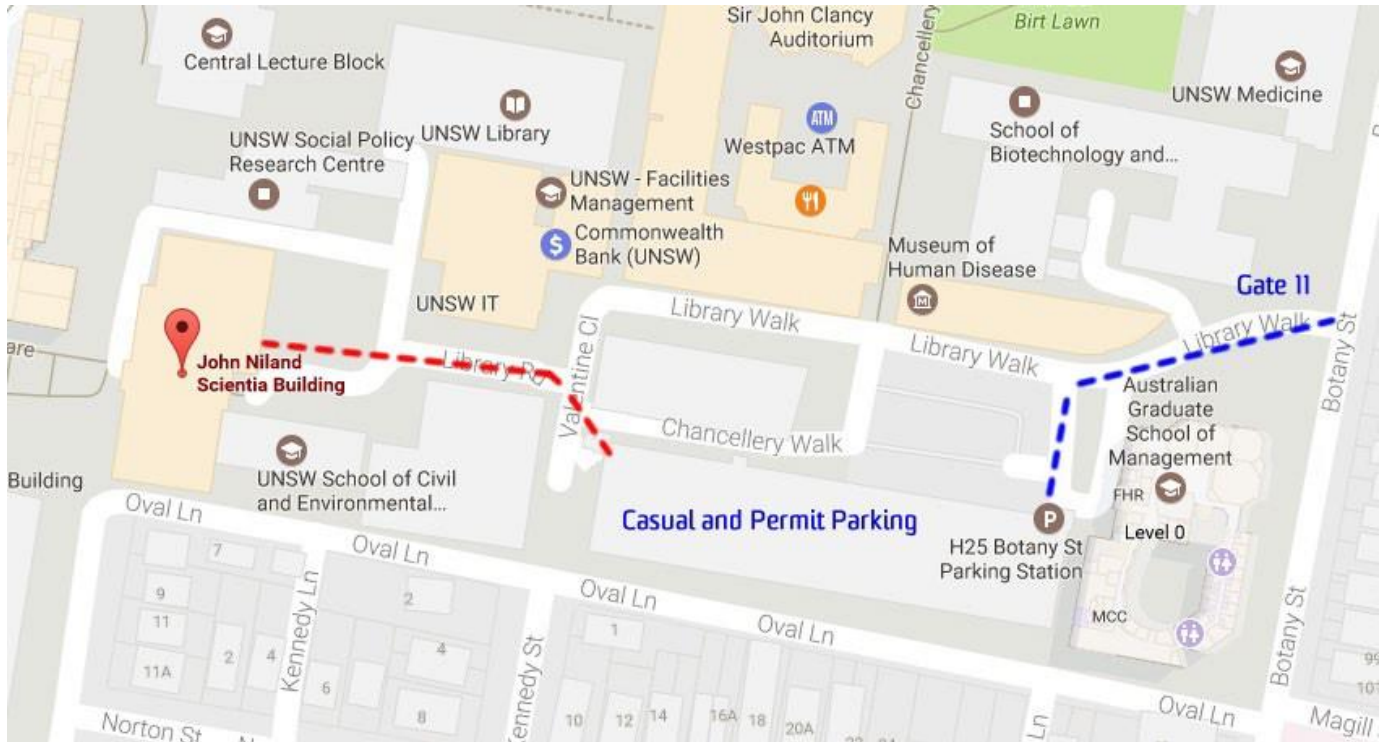 Sir John Clancy
Auditorium
Birt Lawn
Central Lecture Block
Chancellery
UNSW Medicine
UNSW Library
ATM
Westpac ATM
School of
Biotechnology and...
UNSW Social Policy
Research Centre
UNSW - Facilities
Management
$
Commonwealth
Bank (UNSW)
Museum of
Human Disease
M
Gate 11
UNSW IT
Library Walk
Library Walk
Library Walk
Botany St
John Niland
Scientia Building
Library Rd
Valentine Cl
Chancellery Walk
Australian
Graduate
School of
Management
UNSW School of Civil
and Environmental...
Building
Casual and Permit Parking
P
H25 Botany St
Parking Station
FHR
Level 0
MCC
Oval Ln
Oval Ln
Oval Ln
Oval Ln
Oval Ln
Kennedy Ln
Kennedy St
Botany St
7
9
11
11A
2
4
6
2
4
8
1
10
12
14
16A
18
20A
Norton St
Ln
Magill